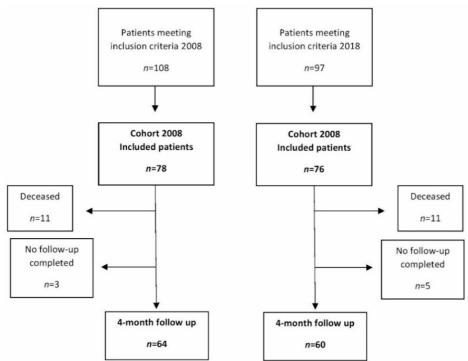 Patients meeting
inclusion criteria 2008
n=108
Patients meeting
inclusion criteria 2018
n=97
Cohort 2008
Included patients
n=78
Cohort 2008
Included patients
n=76
Deceased
n=11
Deceased
n=11
No follow-up
completed
n=3
No follow-up
completed
n=5
4-month follow up
n=64
4-month follow up
n=60